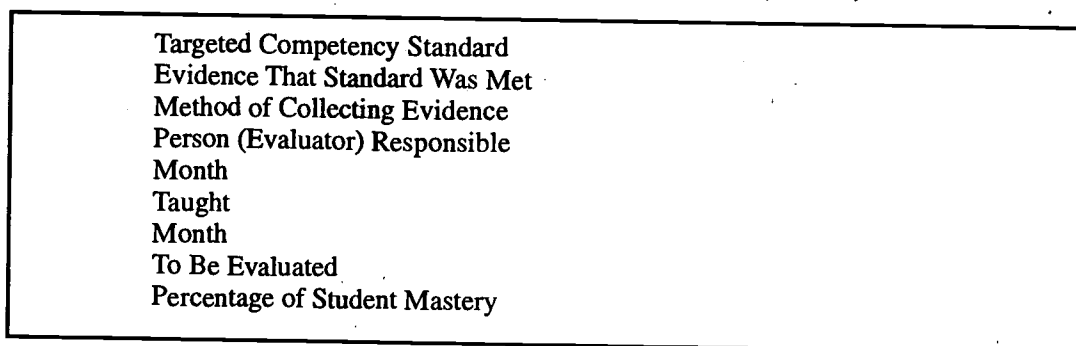 Targeted Competency Standard
Evidence That Standard Was Met
Method of Collecting Evidence
Person (Evaluator) Responsible
Month
Taught
Month
To Be Evaluated
Percentage of Student Mastery